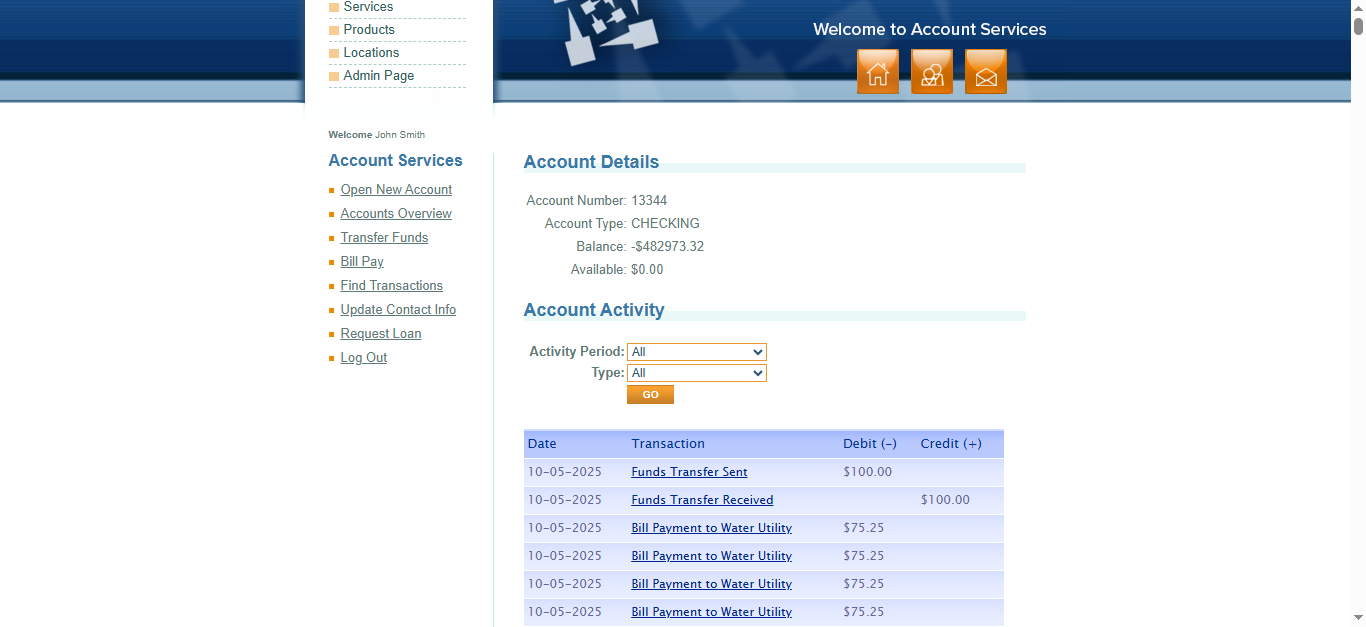 Services
Products
Locations
Admin Page
Welcome to Account Services
Welcome John Smith
Account Services
Open New Account
Accounts Overview
Transfer Funds
Bill Pay
Find Transactions
Update Contact Info
Request Loan
Log Out
Account Details
Account Number: 13344
Account Type: CHECKING
Balance: -$482973.32
Available: $0.00
Account Activity
Activity Period: All
Type: All
GO
Date Transaction Debit (-) Credit (+)
10-05-2025 Funds Transfer Sent $100.00
10-05-2025 Funds Transfer Received $100.00
10-05-2025 Bill Payment to Water Utility $75.25
10-05-2025 Bill Payment to Water Utility $75.25
10-05-2025 Bill Payment to Water Utility $75.25
10-05-2025 Bill Payment to Water Utility $75.25